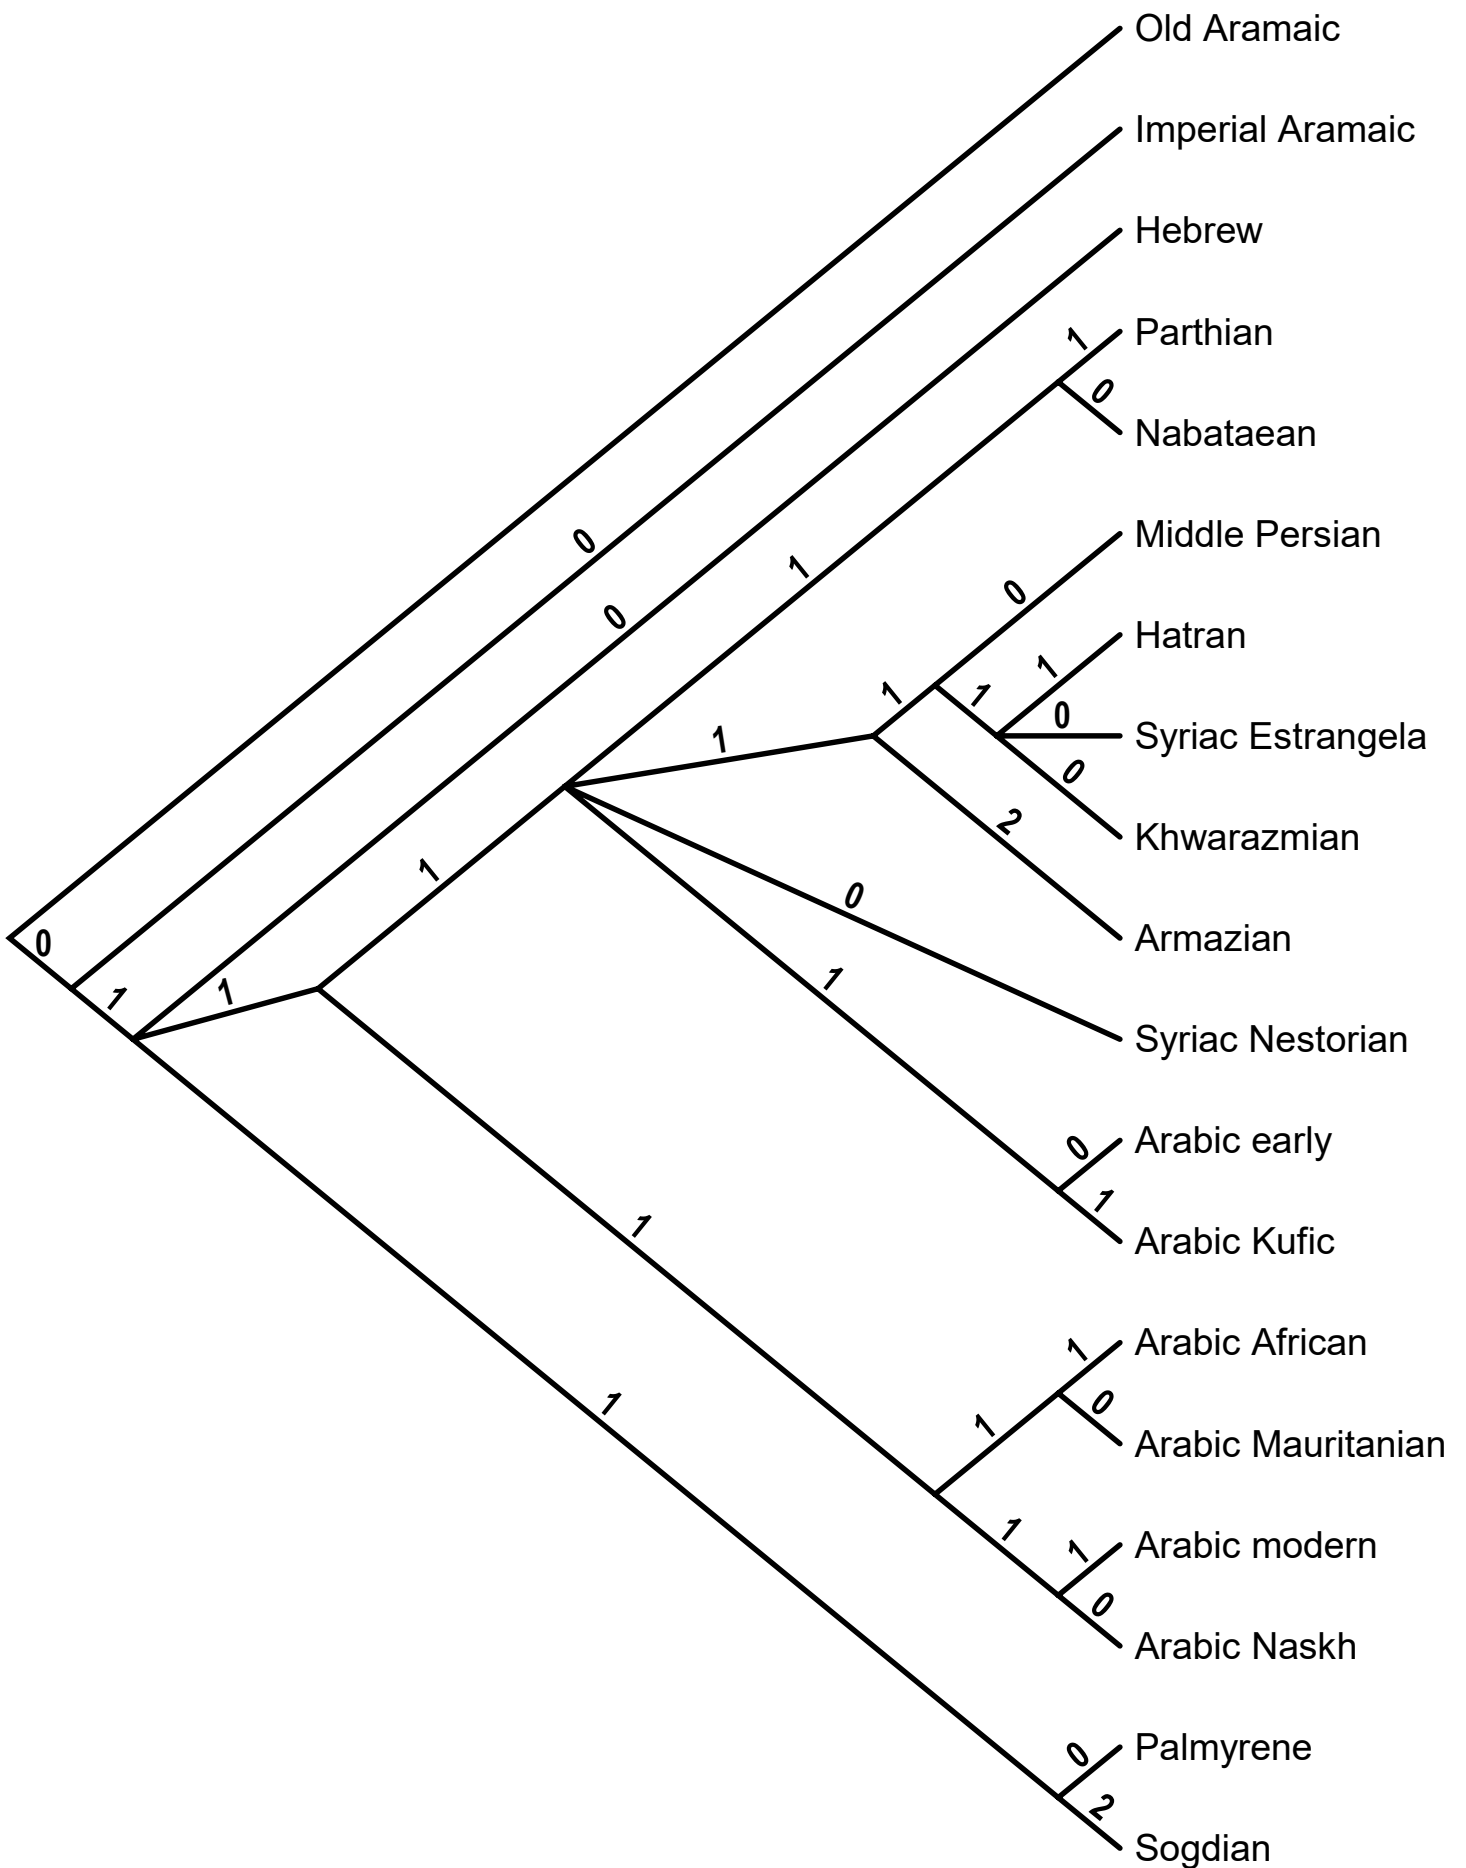 Old Aramaic
Imperial Aramaic
Hebrew
1
Parthian
0
Nabataean
Middle Persian
0
0
1
0
Hatran
1
0
1
1
0
Syriac Estrangela
1
0
2
Khwarazmian
1
0
Armazian
0
1
1
1
Syriac Nestorian
0
Arabic early
1
1
Arabic Kufic
1
Arabic African
1
0
1
Arabic Mauritanian
1
1
Arabic modern
0
Arabic Naskh
0
Palmyrene
2
Sogdian